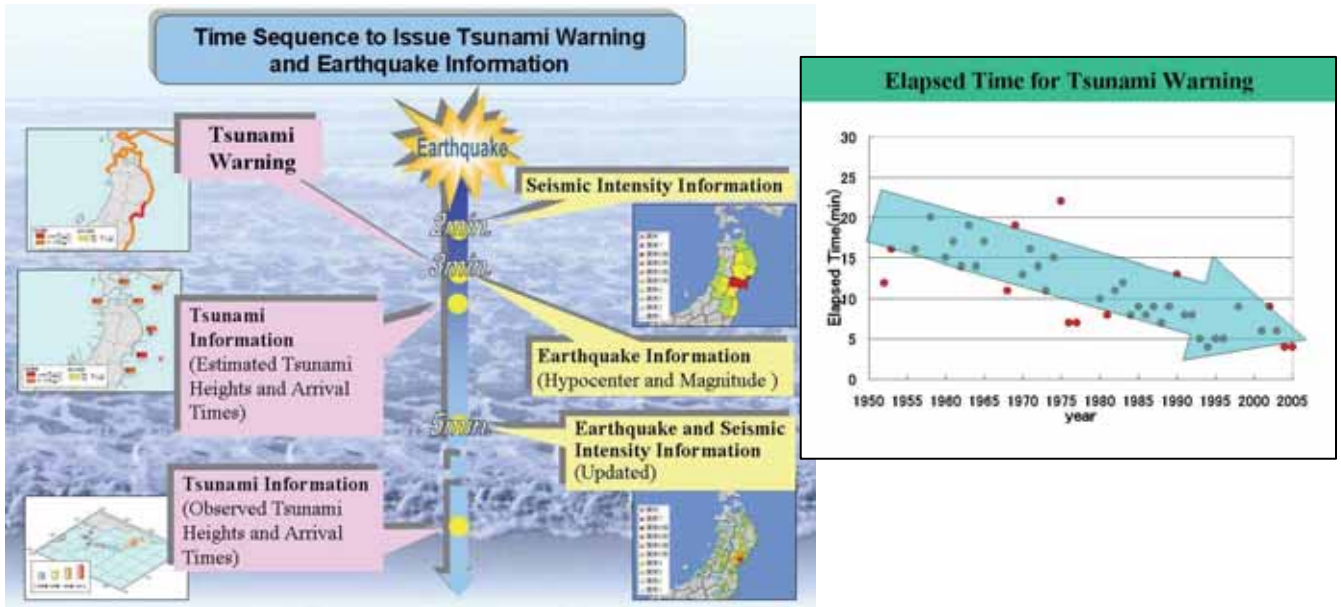 Time Sequence to Issue Tsunami Warning
and Earthquake Information
Earthquake
Tsunami
Warning
Seismic Intensity Information
2min.
3min.
Tsunami
Information
(Estimated Tsunami
Heights and Arrival
Times)
Earthquake Information
(Hypocenter and Magnitude )
5min.
Earthquake and Seismic
Intensity Information
(Updated)
Tsunami Information
(Observed Tsunami
Heights and Arrival
Times)
Elapsed Time for Tsunami Warning
Elapsed Time(min)
30
25
20
15
10
5
0
1950 1955 1960 1965 1970 1975 1980 1985 1990 1995 2000 2005
year